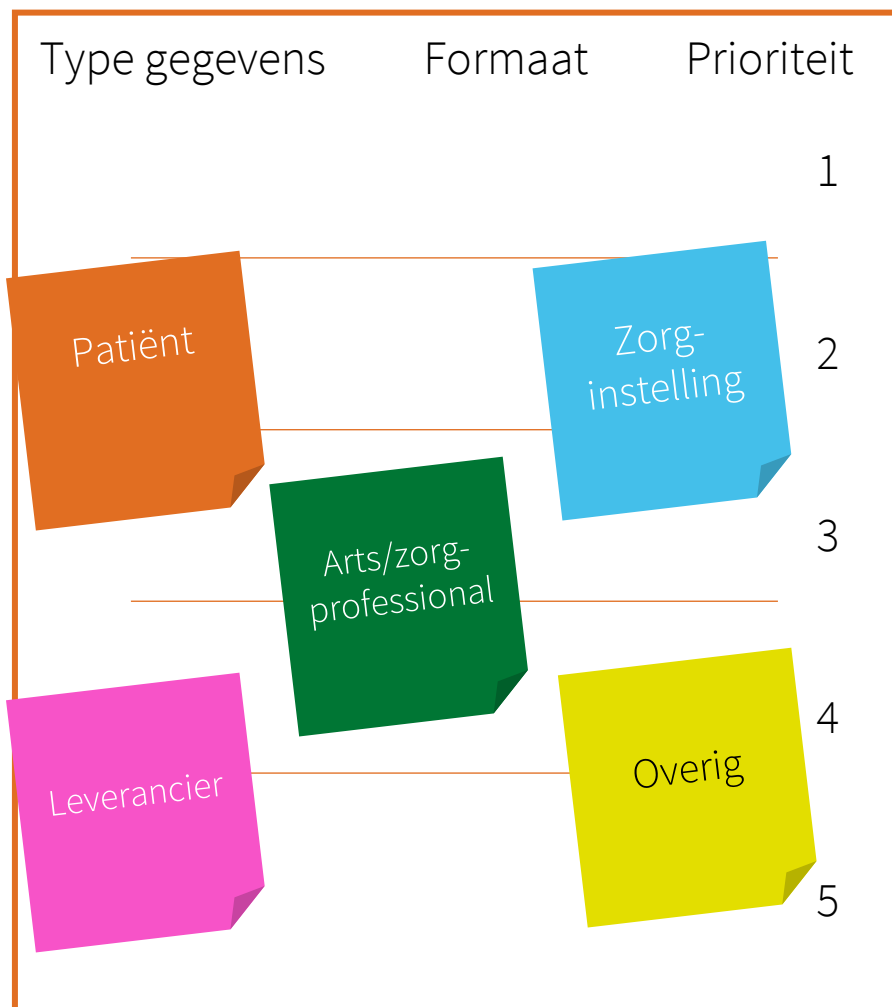 Type gegevens Formaat Prioriteit
1
Patiënt
Zorg-
instelling
2
Arts/zorg-
professional
3
Leverancier
Overig
4
5